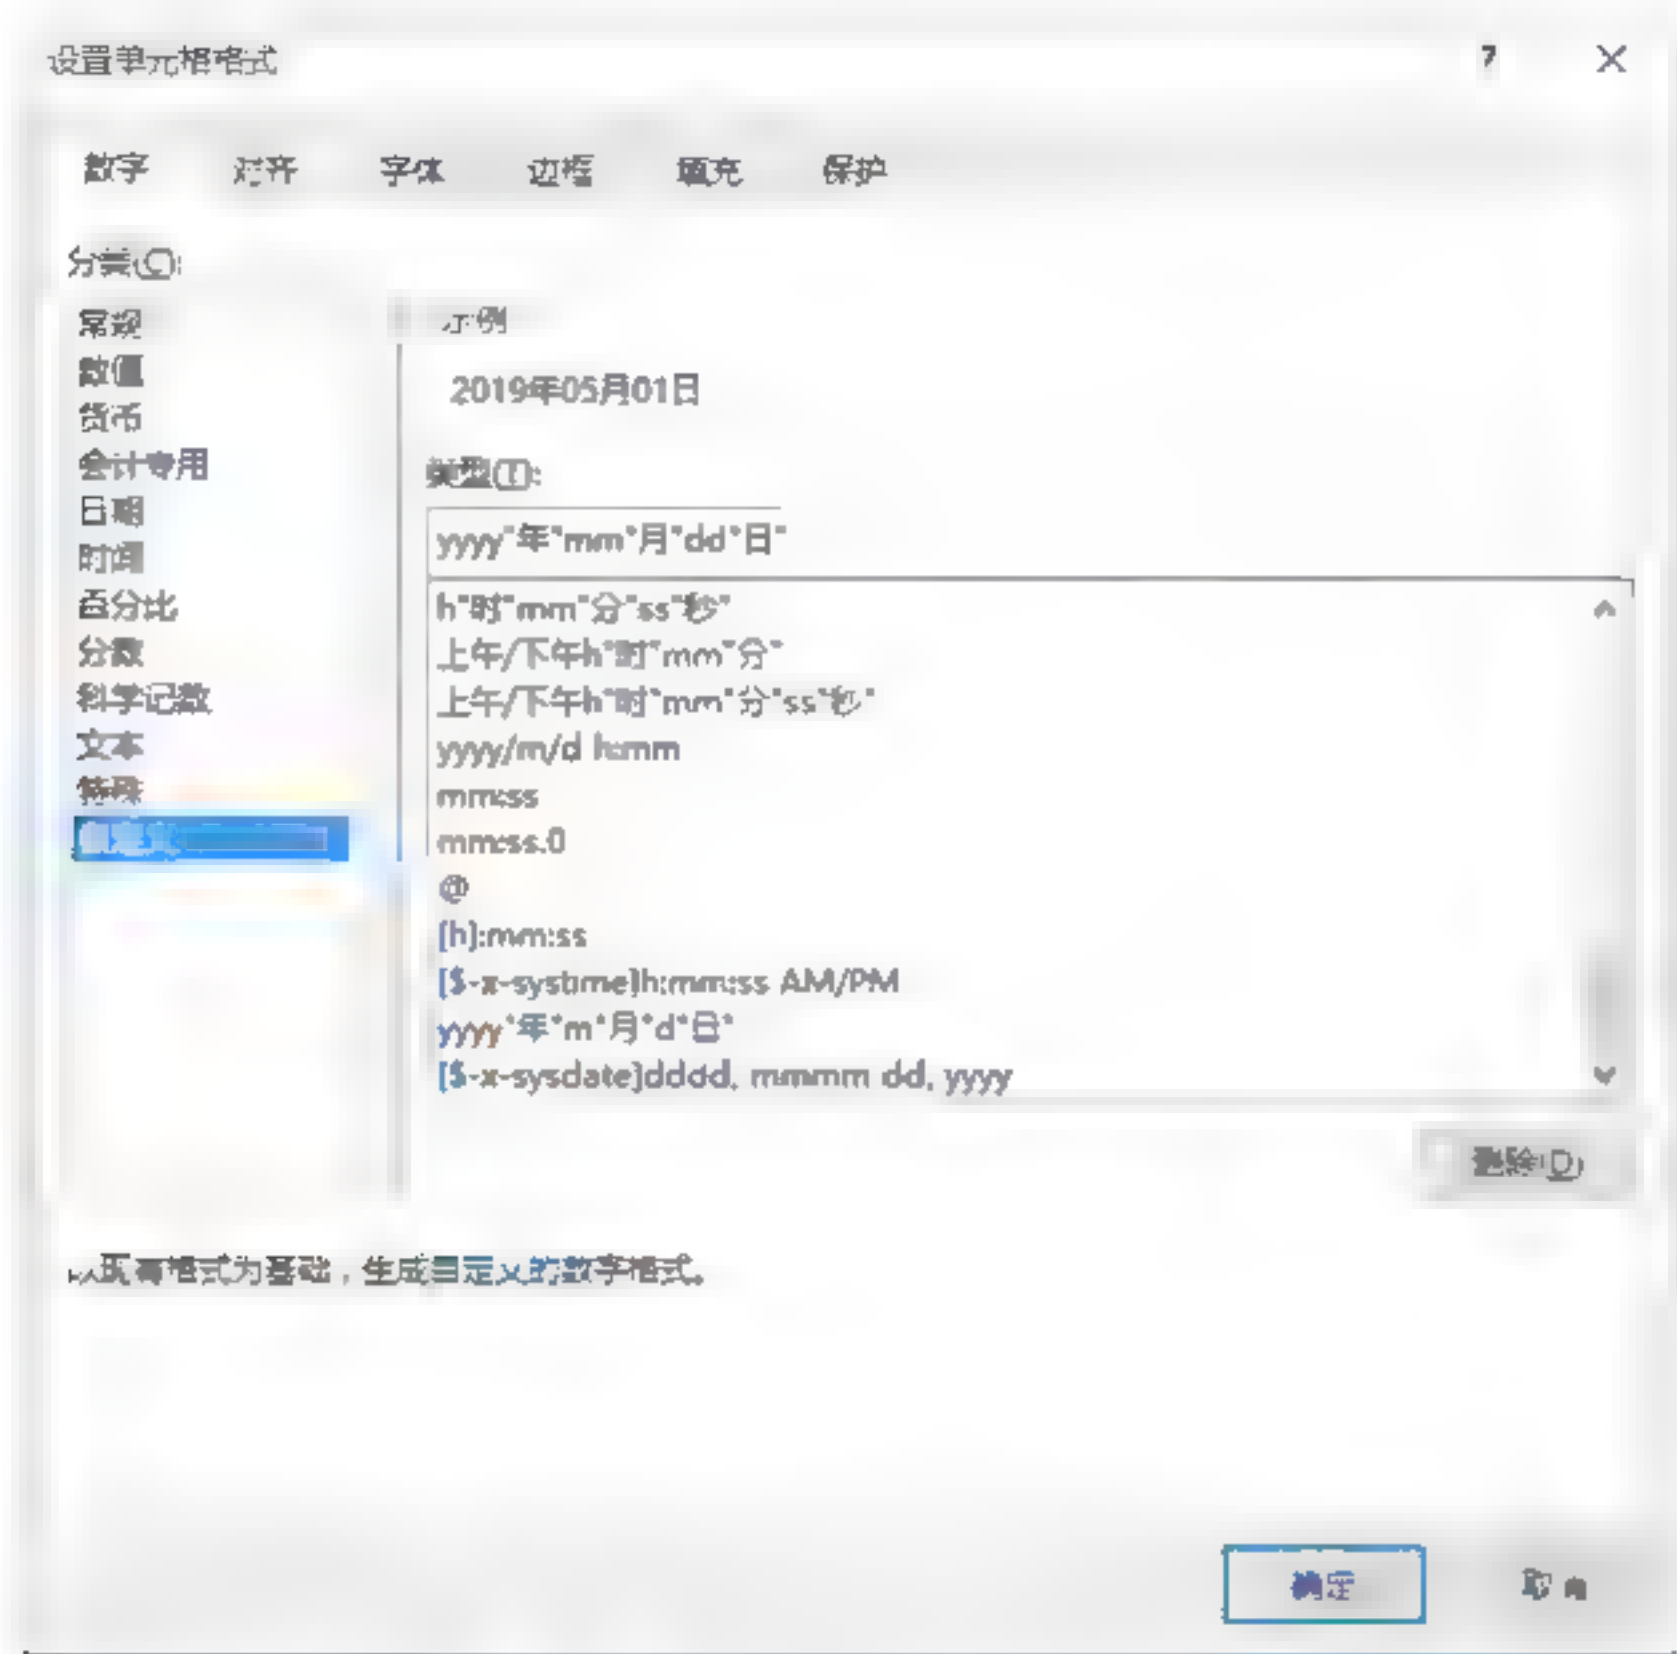 设置单元格格式
数字 对齐 字体 边框 填充 保护
分类(C):
常规
数值
货币
会计专用
日期
时间
百分比
分数
科学记数
文本
特殊
自定义
示例
2019年05月01日
类型(T):
yyyy"年"mm"月"dd"日"
h"时"mm"分"ss"秒"
上午/下午h"时"mm"分"
上午/下午h"时"mm"分"ss"秒"
yyyy/m/d h:mm
mm:ss
mm:ss.0
@
[h]:mm:ss
[$-x-systime]h:mm:ss AM/PM
yyyy"年"m"月"d"日"
[$-x-sysdate]dddd, mmmm dd, yyyy
删除(D)
以现有格式为基础，生成自定义的数字格式。
确定 取消